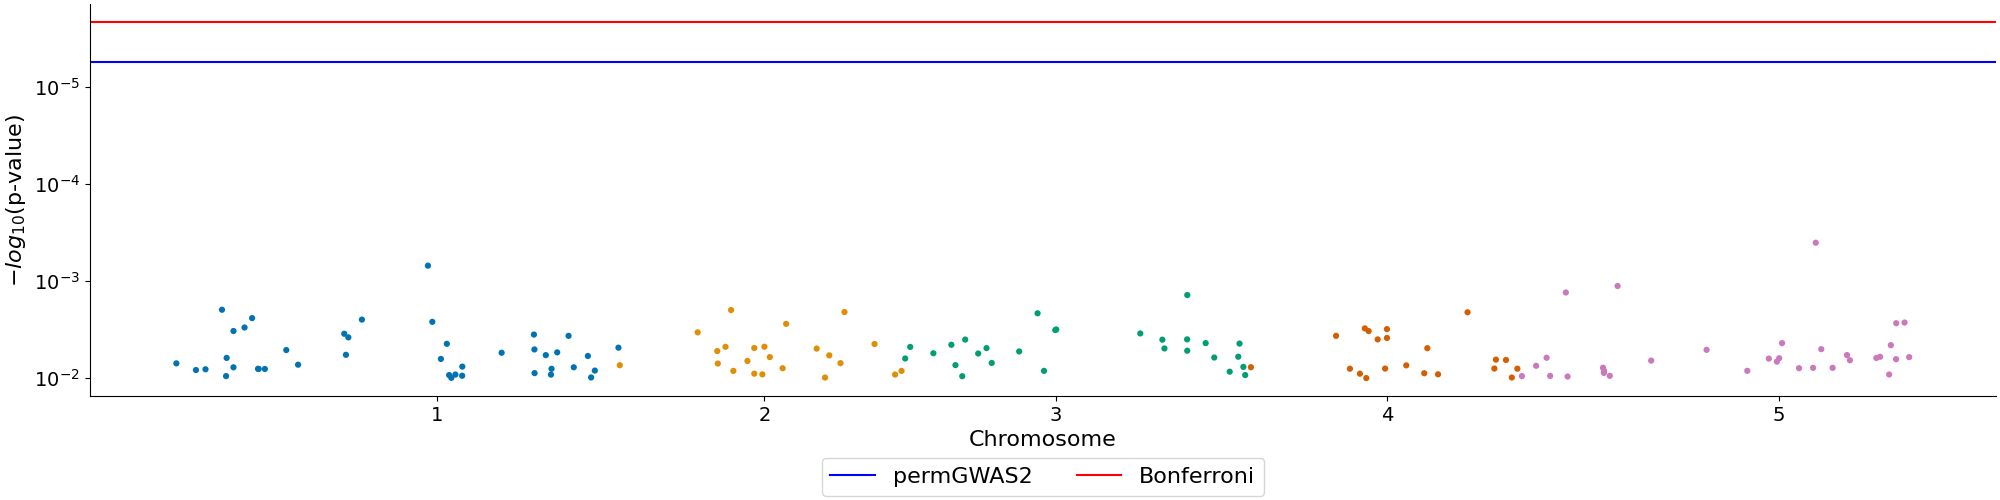 10⁻⁵
10⁻⁴
10⁻³
10⁻²
−log₁₀(p-value)
1 2 3 4 5
Chromosome
permGWAS2 Bonferroni